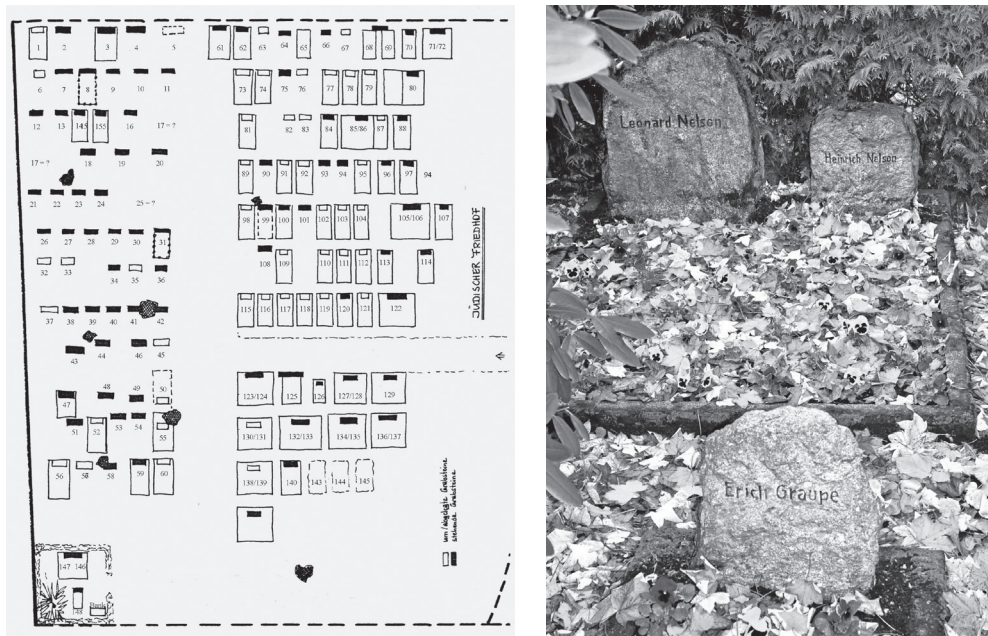 1 2 3 4 5 61 62 63 64 65 66 67 68 69 70 71/72
6 7 8 9 10 11 73 74 75 76 77 78 79 80
12 13 145 155 16 17 = ? 81 82 83 84 85/86 87 88
17 = ? 18 19 20 89 90 91 92 93 94 95 96 97 94
21 22 23 24 25 = ? 98 99 100 101 102 103 104 105/106 107
26 27 28 29 30 31
32 33 34 35 36 108 109 110 111 112 113 114
37 38 39 40 41 42 115 116 117 118 119 120 121 122
43 44 46 45
47 48 49 50 123/124 125 126 127/128 129
51 52 53 54 55 130/131 132/133 134/135 136/137
56 58 59 60 138/139 140 143 144 145
147 146
JÜDISCHER FRIEDHOF
um/abgelegte Grabsteine
stehende Grabsteine
Leonard Nelson
Heinrich Nelson
Erich Graupe